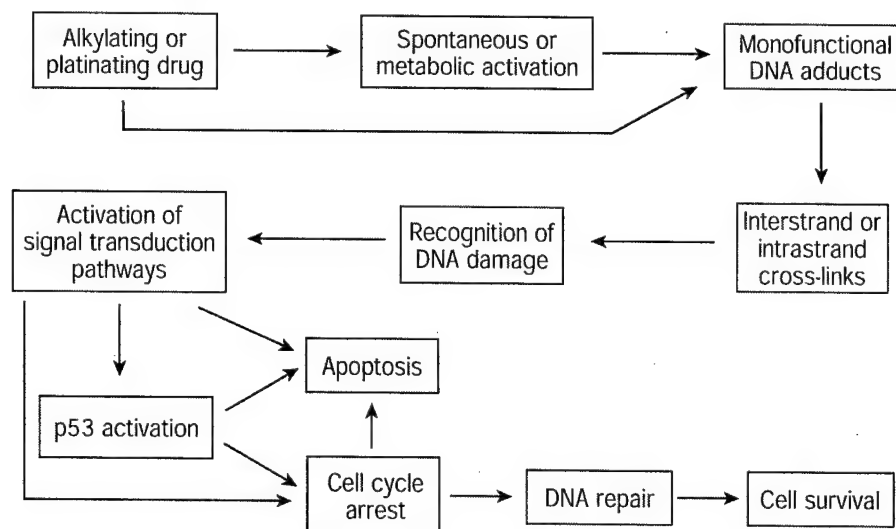 Alkylating or
platinating drug
Spontaneous or
metabolic activation
Monofunctional
DNA adducts
Activation of
signal transduction
pathways
Recognition of
DNA damage
Interstrand or
intrastrand
cross-links
Apoptosis
p53 activation
Cell cycle
arrest
DNA repair
Cell survival